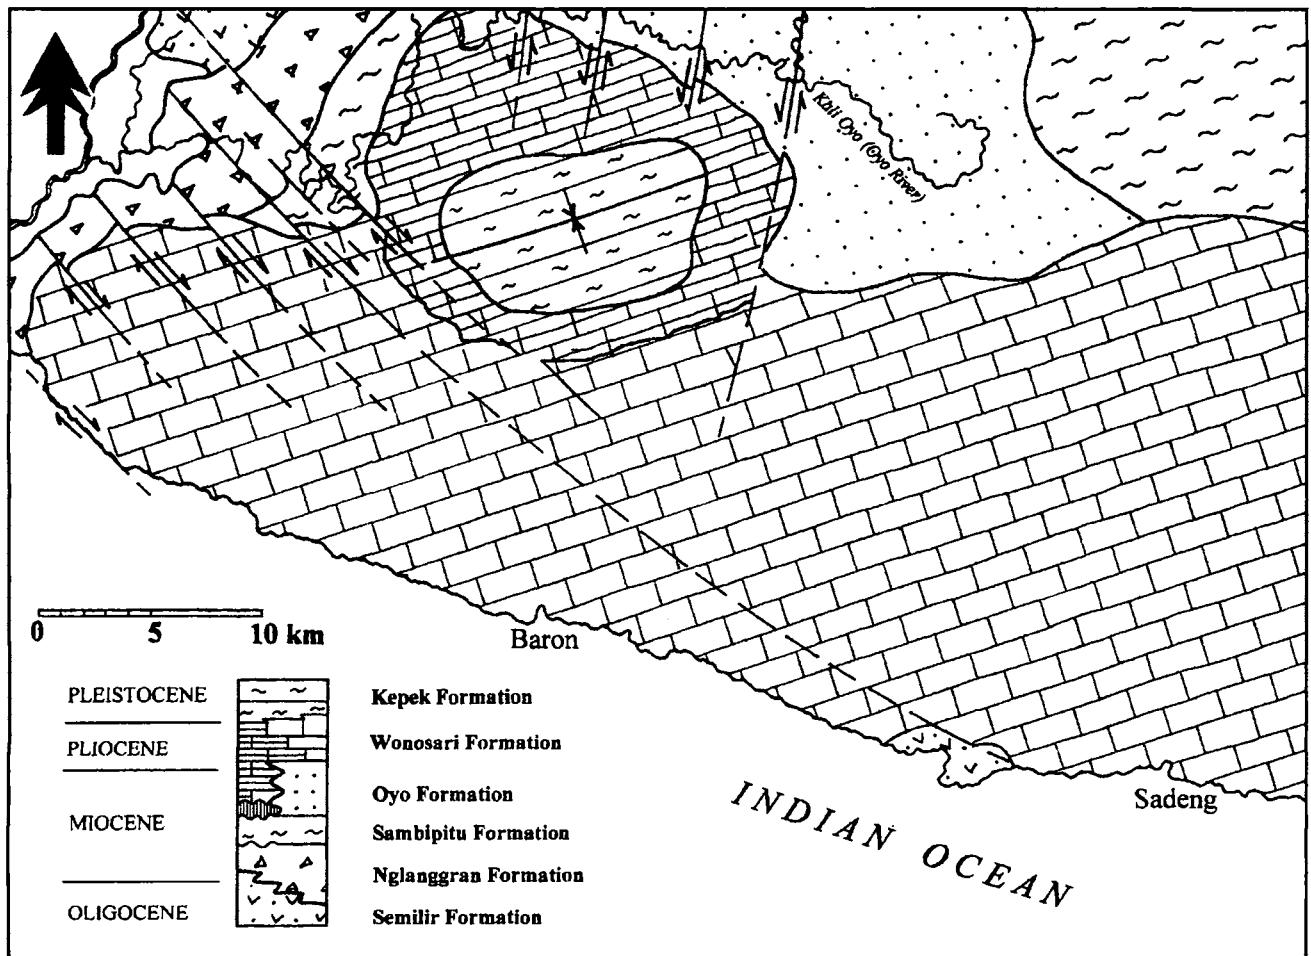 Khli Oyo (Oyo River)
0 5 10 km
Baron
Sadeng
INDIAN OCEAN
PLEISTOCENE
Kepek Formation
PLIOCENE
Wonosari Formation
MIOCENE
Oyo Formation
Sambipitu Formation
Nglanggran Formation
OLIGOCENE
Semilir Formation